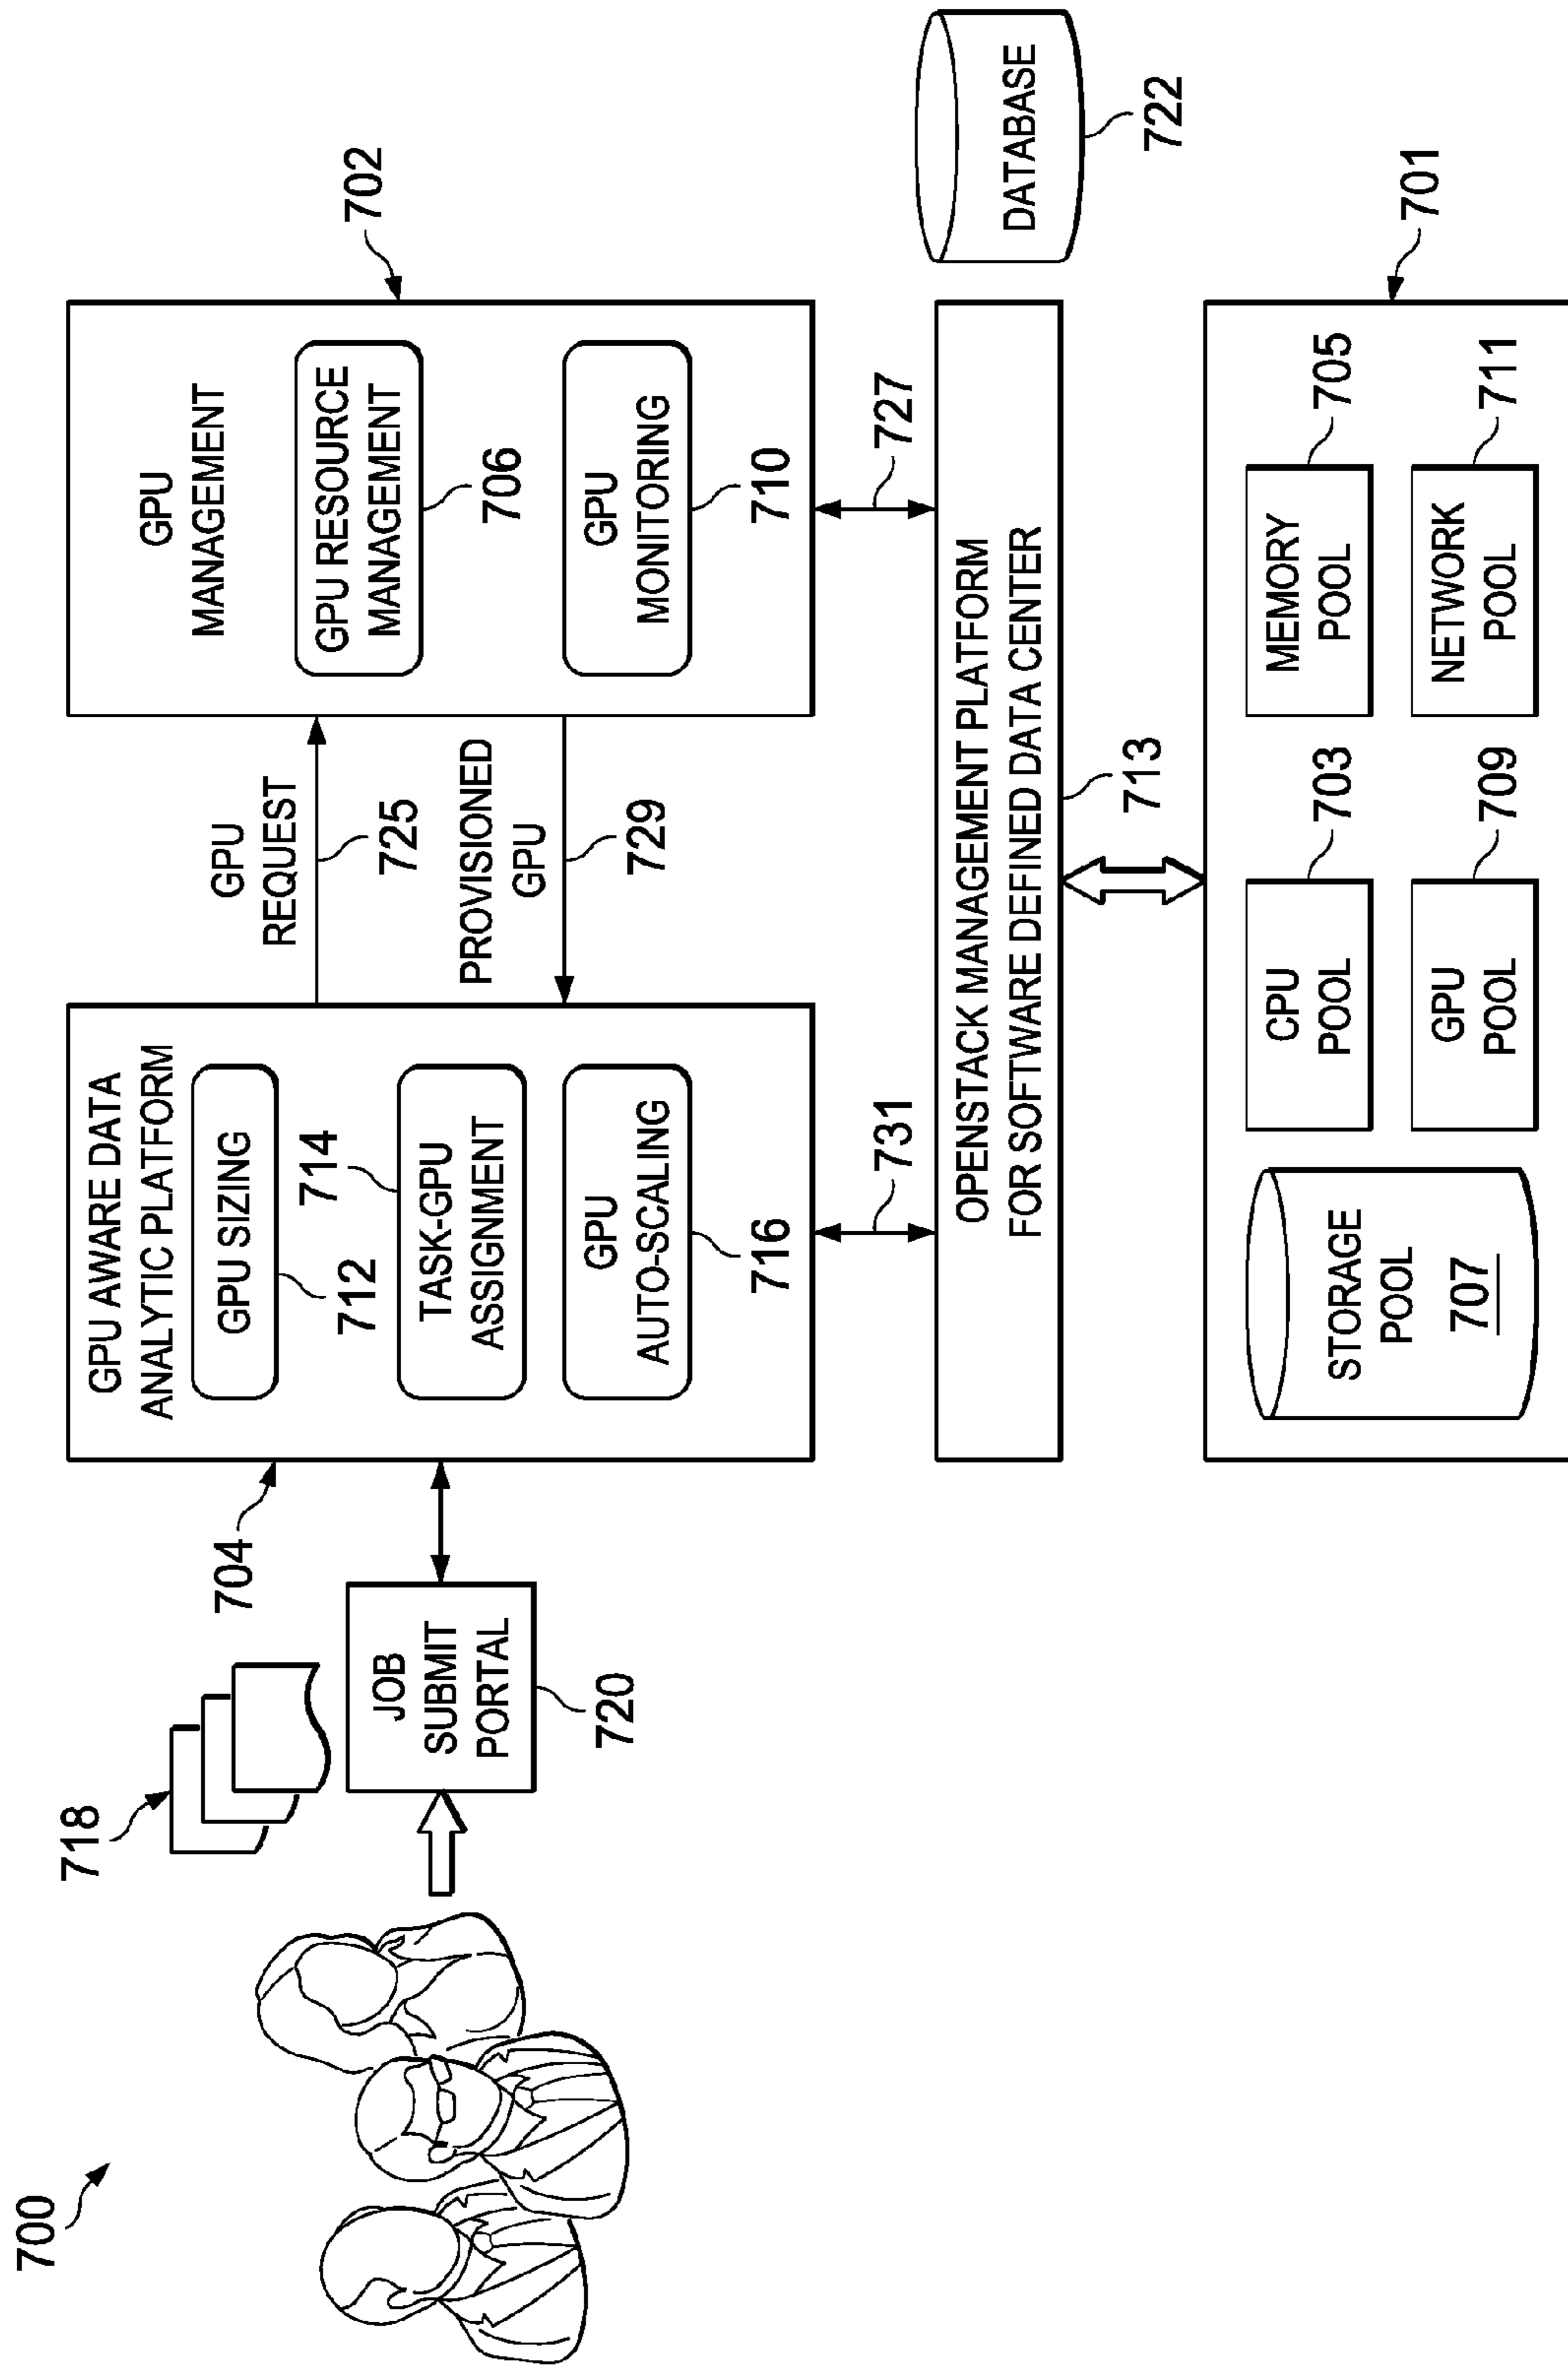 700
718
JOB
SUBMIT
PORTAL
720
704
GPU AWARE DATA
ANALYTIC PLATFORM
GPU SIZING
712
714
TASK-GPU
ASSIGNMENT
GPU
AUTO-SCALING
716
GPU
REQUEST
725
PROVISIONED
GPU
729
GPU
MANAGEMENT
702
GPU RESOURCE
MANAGEMENT
706
GPU
MONITORING
710
731
727
OPENSTACK MANAGEMENT PLATFORM
FOR SOFTWARE DEFINED DATA CENTER
713
DATABASE
722
701
STORAGE
POOL
707
CPU
POOL
703
MEMORY
POOL
705
GPU
POOL
709
NETWORK
POOL
711